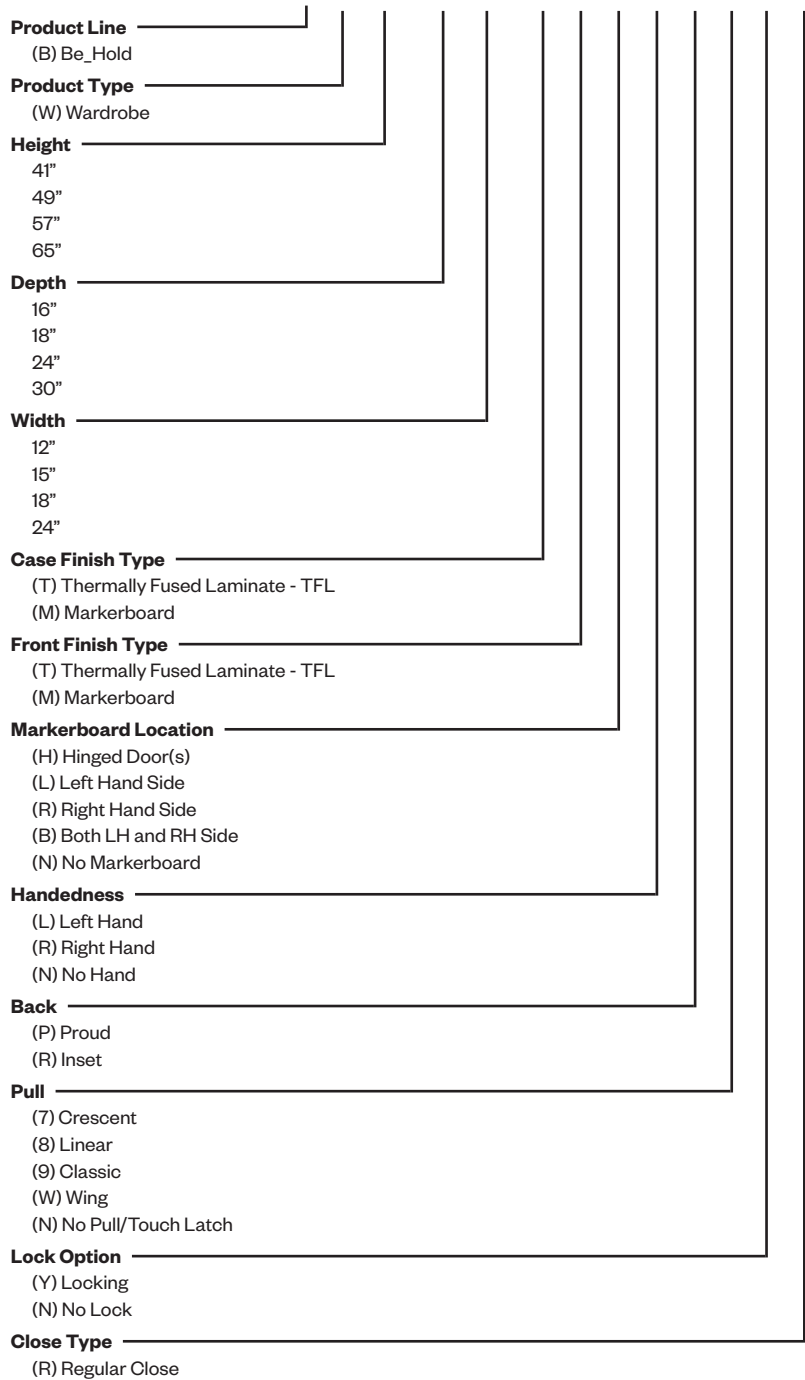 Product Line
(B) Be_Hold
Product Type
(W) Wardrobe
Height
41”
49”
57”
65”
Depth
16”
18”
24”
30”
Width
12”
15”
18”
24”
Case Finish Type
(T) Thermally Fused Laminate - TFL
(M) Markerboard
Front Finish Type
(T) Thermally Fused Laminate - TFL
(M) Markerboard
Markerboard Location
(H) Hinged Door(s)
(L) Left Hand Side
(R) Right Hand Side
(B) Both LH and RH Side
(N) No Markerboard
Handedness
(L) Left Hand
(R) Right Hand
(N) No Hand
Back
(P) Proud
(R) Inset
Pull
(7) Crescent
(8) Linear
(9) Classic
(W) Wing
(N) No Pull/Touch Latch
Lock Option
(Y) Locking
(N) No Lock
Close Type
(R) Regular Close